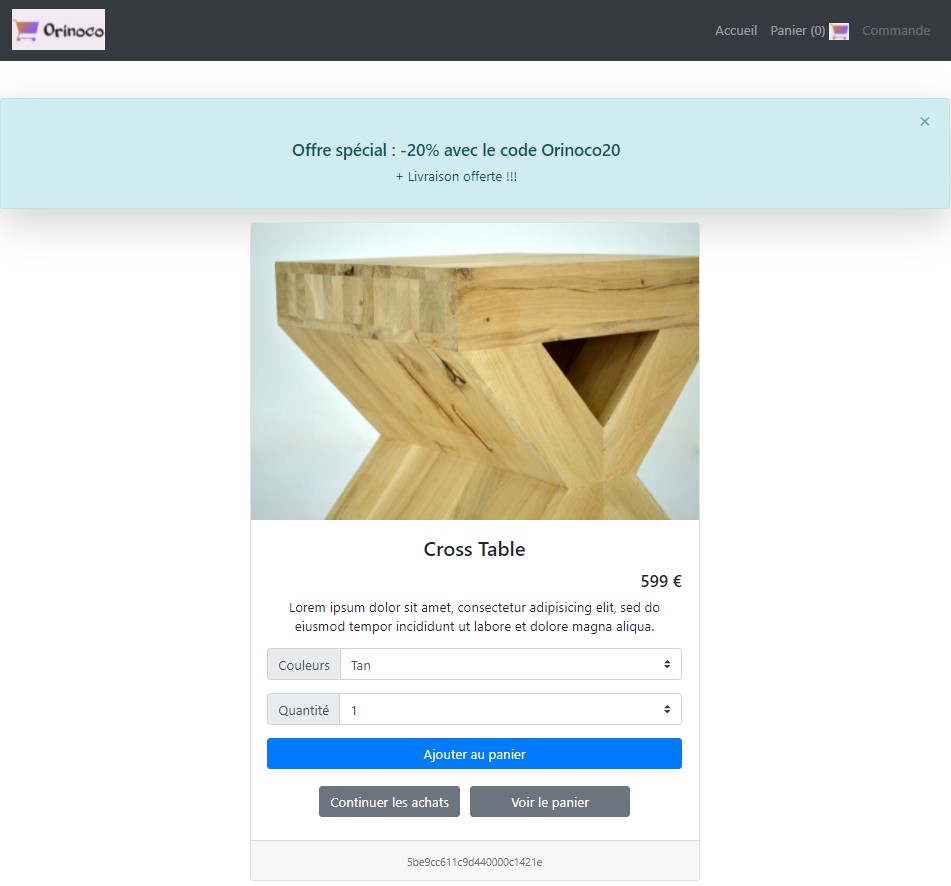 Orinoco
Accueil Panier (0) Commande
×
Offre spécial : -20% avec le code Orinoco20
+ Livraison offerte !!!
Cross Table
599 €
Lorem ipsum dolor sit amet, consectetur adipisicing elit, sed do
eiusmod tempor incididunt ut labore et dolore magna aliqua.
Couleurs Tan
Quantité 1
Ajouter au panier
Continuer les achats Voir le panier
5be9cc611c9d440000c1421e